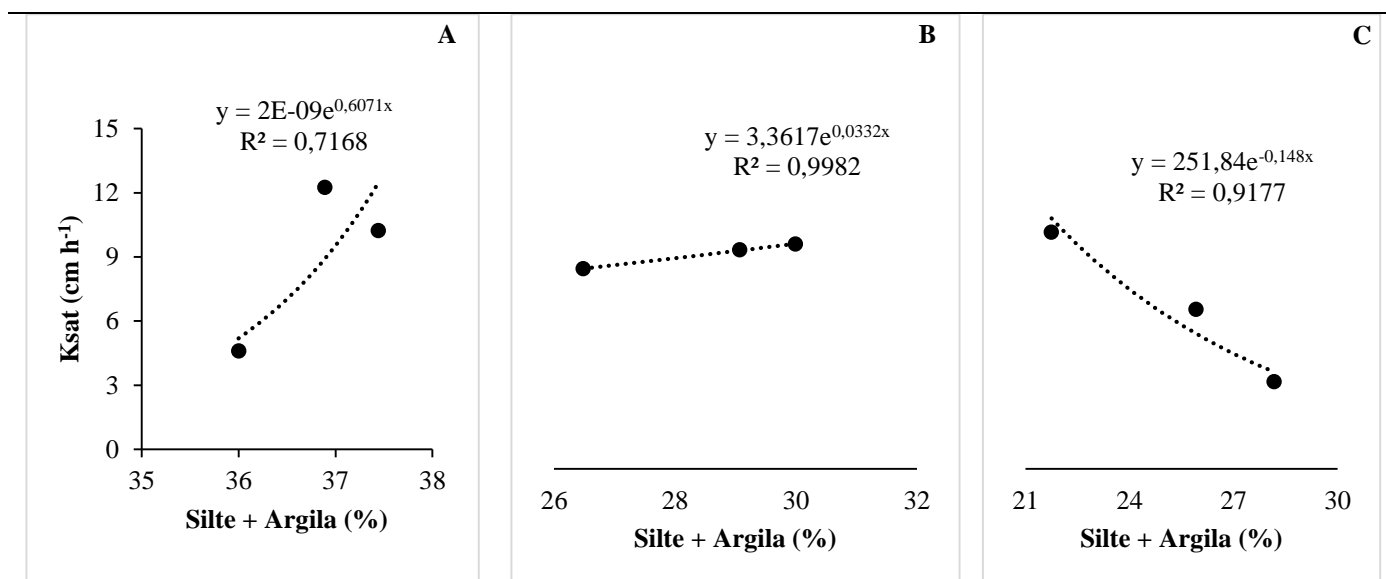 A
y = 2E-09e^0,6071x
R² = 0,7168
15
12
9
6
3
0
Ksat (cm h⁻¹)
35 36 37 38
Silte + Argila (%)
B
y = 3,3617e^0,0332x
R² = 0,9982
26 28 30 32
Silte + Argila (%)
C
y = 251,84e^-0,148x
R² = 0,9177
21 24 27 30
Silte + Argila (%)